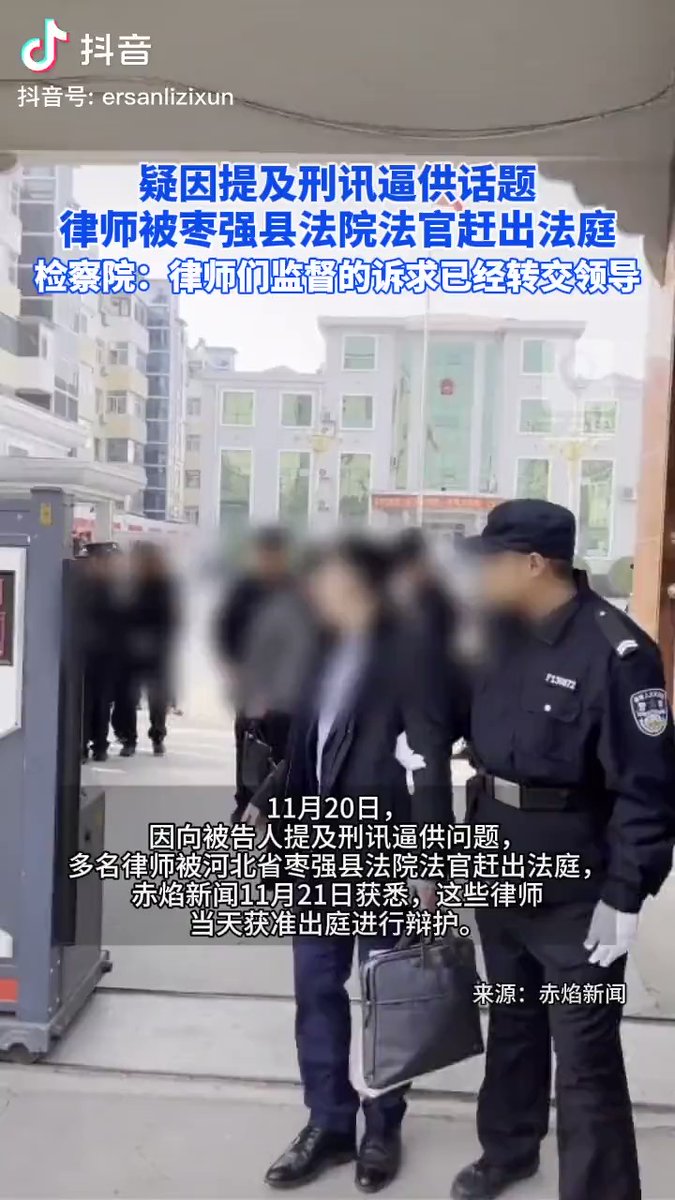 抖音
抖音号: ersanlizixun
疑因提及刑讯逼供话题
律师被枣强县法院法官赶出法庭
检察院：律师们监督的诉求已经转交领导
11月20日，
因向被告人提及刑讯逼供问题，
多名律师被河北省枣强县法院法官赶出法庭，
赤焰新闻11月21日获悉，这些律师
当天获准出庭进行辩护。
来源：赤焰新闻